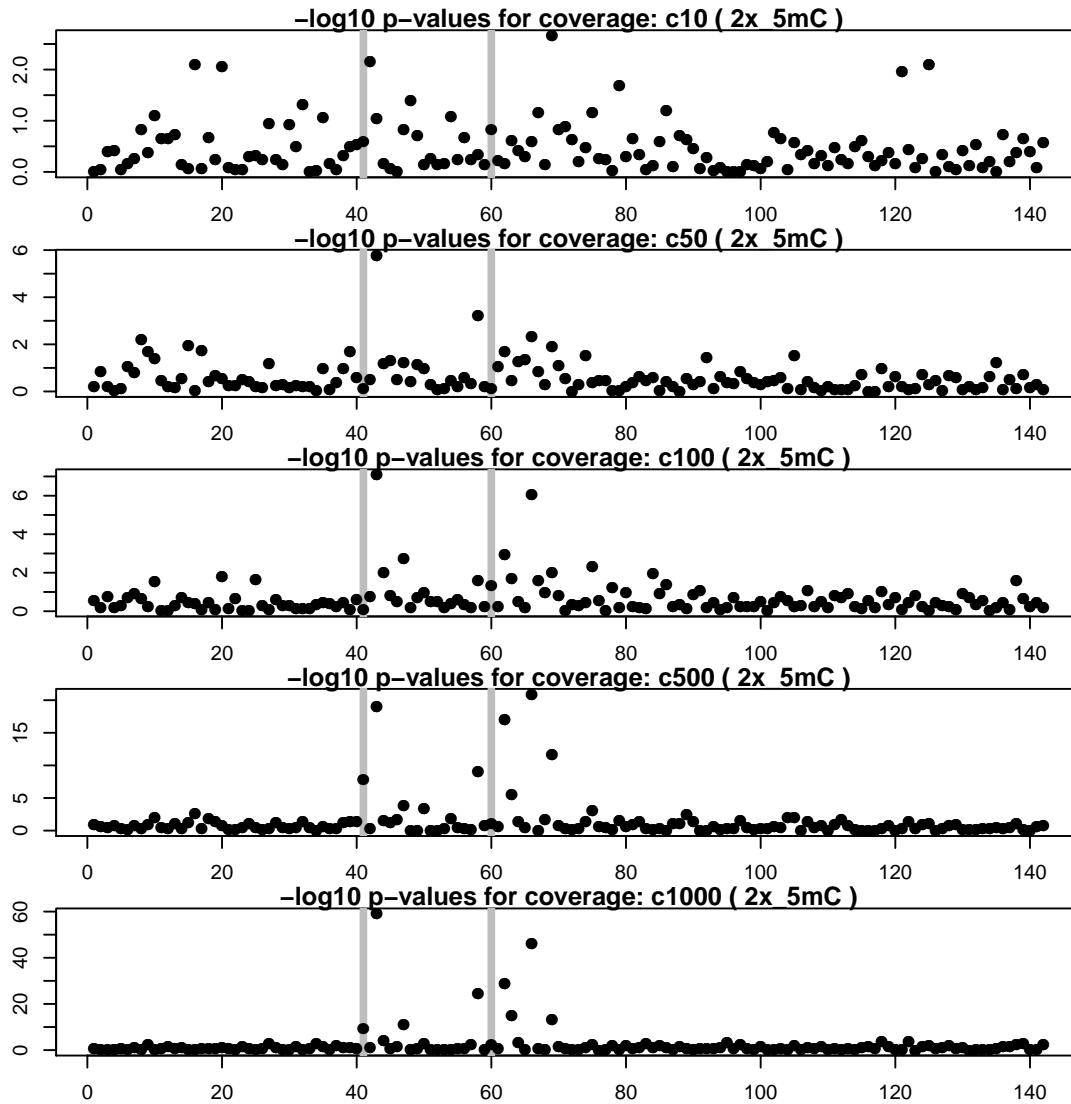 −log10 p−values for coverage: c10 ( 2x_5mC )
0.0 1.0 2.0
0 20 40 60 80 100 120 140
−log10 p−values for coverage: c50 ( 2x_5mC )
0 2 4 6
0 20 40 60 80 100 120 140
−log10 p−values for coverage: c100 ( 2x_5mC )
0 2 4 6
0 20 40 60 80 100 120 140
−log10 p−values for coverage: c500 ( 2x_5mC )
0 5 15
0 20 40 60 80 100 120 140
−log10 p−values for coverage: c1000 ( 2x_5mC )
0 20 40 60
0 20 40 60 80 100 120 140